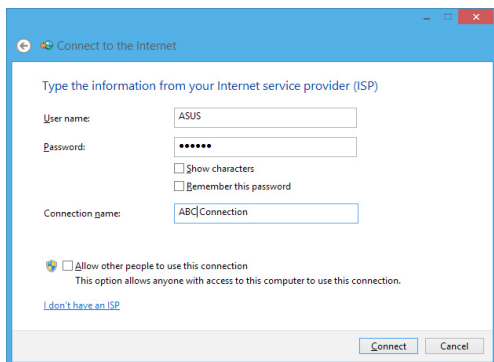 Connect to the Internet
Type the information from your Internet service provider (ISP)
User name: ASUS
Password: ••••••
Show characters
Remember this password
Connection name: ABC Connection
Allow other people to use this connection
This option allows anyone with access to this computer to use this connection.
I don't have an ISP
Connect Cancel